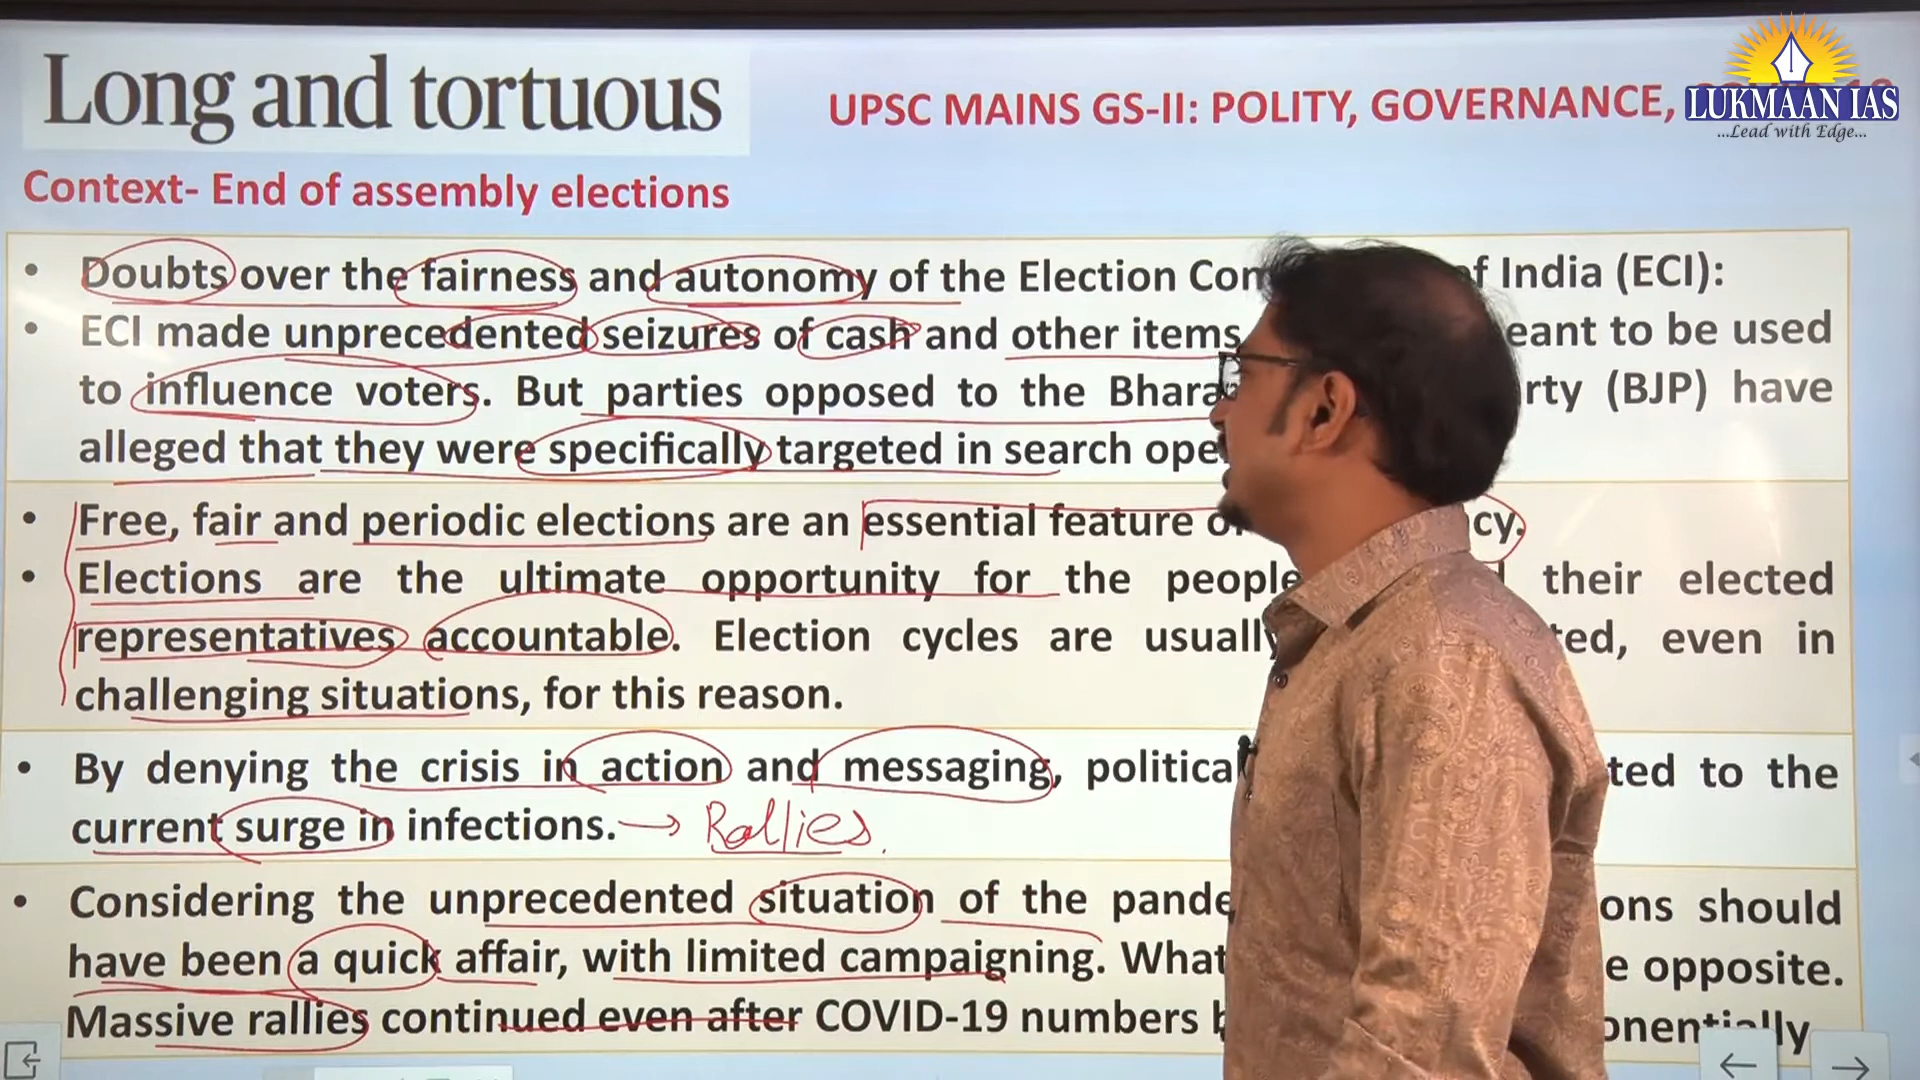 Long and tortuous
UPSC MAINS GS-II: POLITY, GOVERNANCE,
LUKMAAN IAS
...Lead with Edge...
Context- End of assembly elections
• Doubts over the fairness and autonomy of the Election Com f India (ECI):
• ECI made unprecedented seizures of cash and other items eant to be used
to influence voters. But parties opposed to the Bhara rty (BJP) have
alleged that they were specifically targeted in search ope
• Free, fair and periodic elections are an essential feature o cy.
• Elections are the ultimate opportunity for the people their elected
representatives accountable. Election cycles are usually ted, even in
challenging situations, for this reason.
• By denying the crisis in action and messaging, political ted to the
current surge in infections. → Rallies.
• Considering the unprecedented situation of the pande ons should
have been a quick affair, with limited campaigning. What e opposite.
Massive rallies continued even after COVID-19 numbers onentially